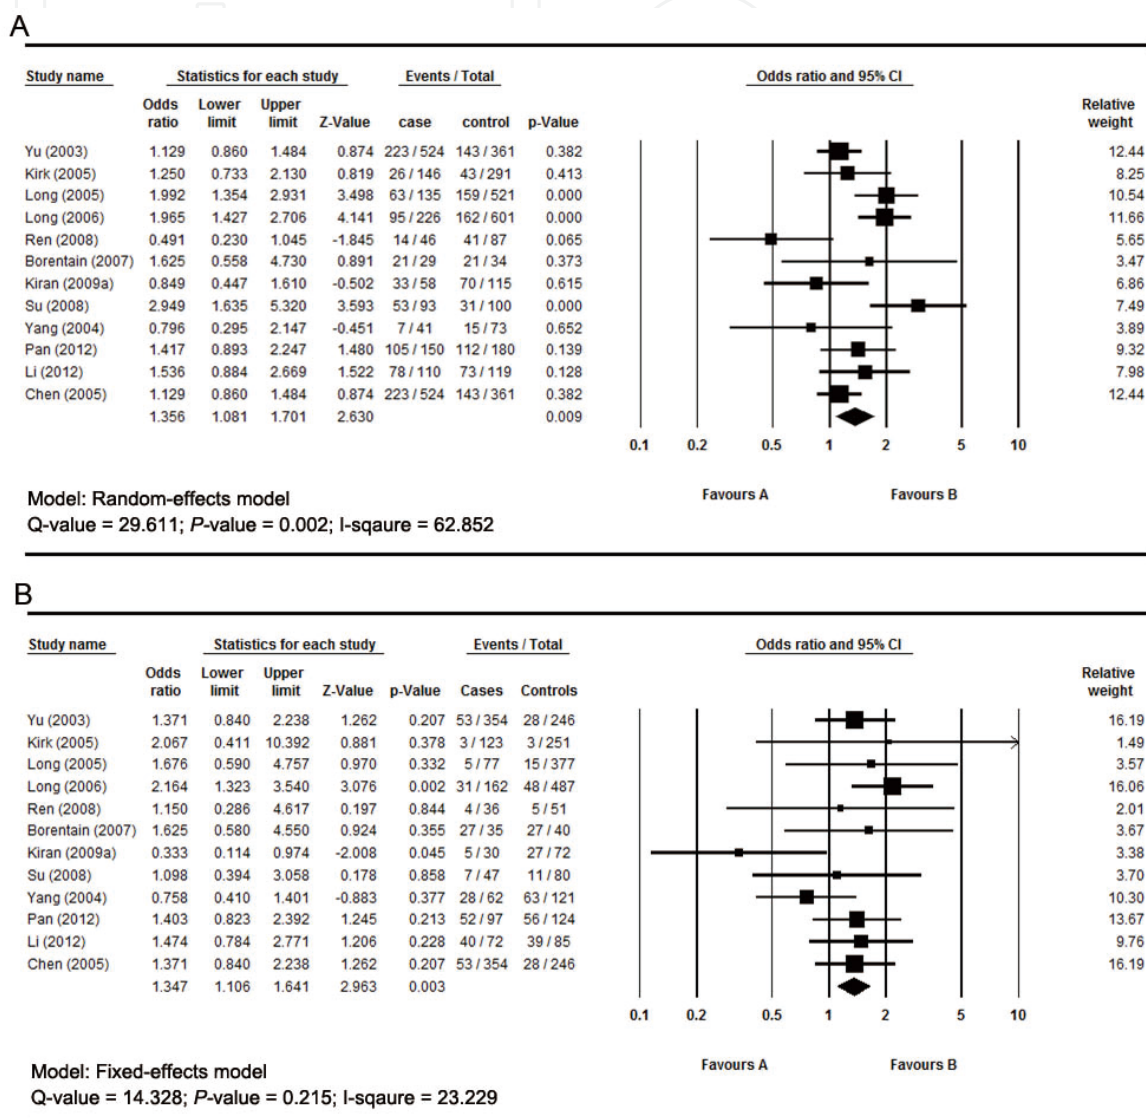 A
Study name Statistics for each study Events / Total Odds ratio and 95% CI
Odds ratio Lower limit Upper limit Z-Value case control p-Value Relative weight
Yu (2003) 1.129 0.860 1.484 0.874 223 / 524 143 / 361 0.382 12.44
Kirk (2005) 1.250 0.733 2.130 0.819 26 / 146 43 / 291 0.413 8.25
Long (2005) 1.992 1.354 2.931 3.498 63 / 135 159 / 521 0.000 10.54
Long (2006) 1.965 1.427 2.706 4.141 95 / 226 162 / 601 0.000 11.66
Ren (2008) 0.491 0.230 1.045 -1.845 14 / 46 41 / 87 0.065 5.65
Borentain (2007) 1.625 0.558 4.730 0.891 21 / 29 21 / 34 0.373 3.47
Kiran (2009a) 0.849 0.447 1.610 -0.502 33 / 58 70 / 115 0.615 6.86
Su (2008) 2.949 1.635 5.320 3.593 53 / 93 31 / 100 0.000 7.49
Yang (2004) 0.796 0.295 2.147 -0.451 7 / 41 15 / 73 0.652 3.89
Pan (2012) 1.417 0.893 2.247 1.480 105 / 150 112 / 180 0.139 9.32
Li (2012) 1.536 0.884 2.669 1.522 78 / 110 73 / 119 0.128 7.98
Chen (2005) 1.129 0.860 1.484 0.874 223 / 524 143 / 361 0.382 12.44
1.356 1.081 1.701 2.630 0.009
0.1 0.2 0.5 1 2 5 10
Favours A Favours B
Model: Random-effects model
Q-value = 29.611; P-value = 0.002; I-sqaure = 62.852
B
Study name Statistics for each study Events / Total Odds ratio and 95% CI
Odds ratio Lower limit Upper limit Z-Value p-Value Cases Controls Relative weight
Yu (2003) 1.371 0.840 2.238 1.262 0.207 53 / 354 28 / 246 16.19
Kirk (2005) 2.067 0.411 10.392 0.881 0.378 3 / 123 3 / 251 1.49
Long (2005) 1.676 0.590 4.757 0.970 0.332 5 / 77 15 / 377 3.57
Long (2006) 2.164 1.323 3.540 3.076 0.002 31 / 162 48 / 487 16.06
Ren (2008) 1.150 0.286 4.617 0.197 0.844 4 / 36 5 / 51 2.01
Borentain (2007) 1.625 0.580 4.550 0.924 0.355 27 / 35 27 / 40 3.67
Kiran (2009a) 0.333 0.114 0.974 -2.008 0.045 5 / 30 27 / 72 3.38
Su (2008) 1.098 0.394 3.058 0.178 0.858 7 / 47 11 / 80 3.70
Yang (2004) 0.758 0.410 1.401 -0.883 0.377 28 / 62 63 / 121 10.30
Pan (2012) 1.403 0.823 2.392 1.245 0.213 52 / 97 56 / 124 13.67
Li (2012) 1.474 0.784 2.771 1.206 0.228 40 / 72 39 / 85 9.76
Chen (2005) 1.371 0.840 2.238 1.262 0.207 53 / 354 28 / 246 16.19
1.347 1.106 1.641 2.963 0.003
0.1 0.2 0.5 1 2 5 10
Favours A Favours B
Model: Fixed-effects model
Q-value = 14.328; P-value = 0.215; I-sqaure = 23.229